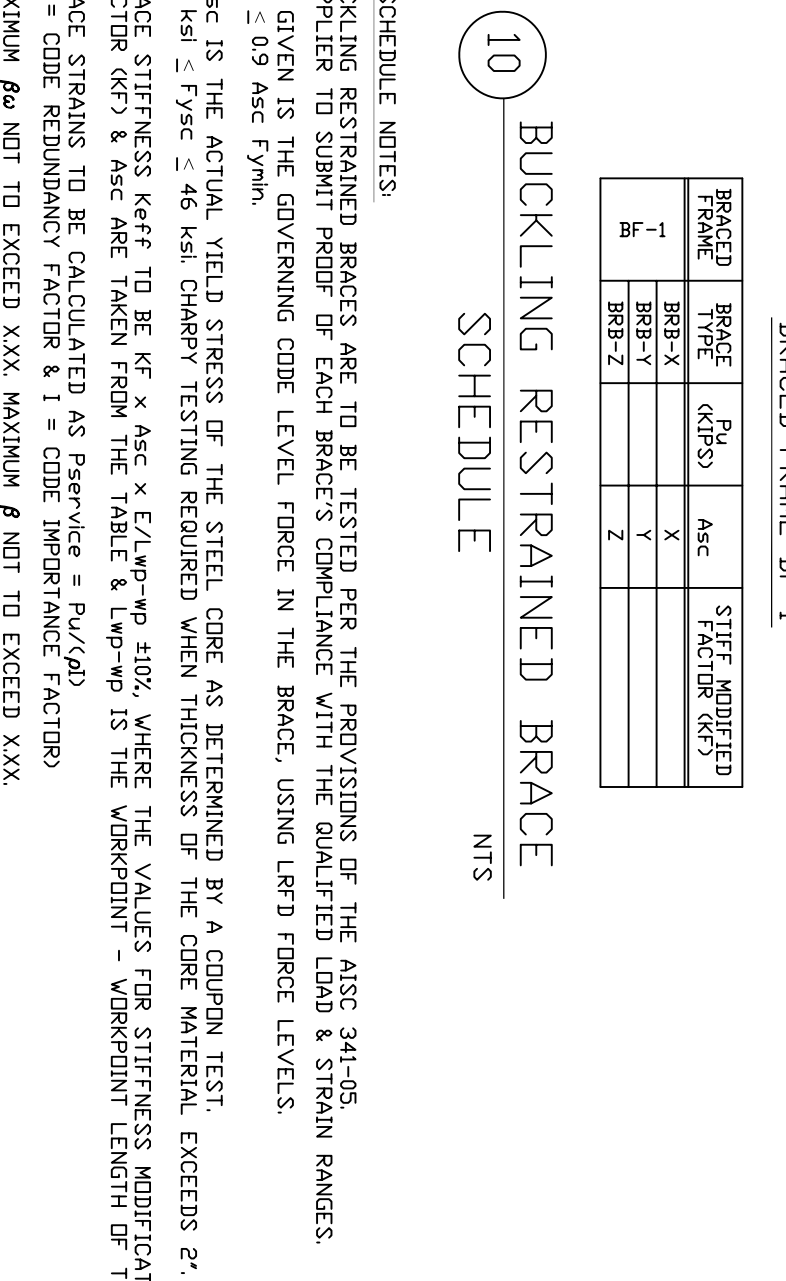 BRACED FRAME BF-1
BRACED FRAME BRACE TYPE Pu (KIPS) Asc STIFF MODIFIED FACTOR (KF)
BF-1
BRB-X X
BRB-Y Y
BRB-Z Z
10 BUCKLING RESTRAINED BRACE
SCHEDULE NTS
SCHEDULE NOTES:
CKLING RESTRAINED BRACES ARE TO BE TESTED PER THE PROVISIONS OF THE AISC 341-05.
PPLIER TO SUBMIT PROOF OF EACH BRACE'S COMPLIANCE WITH THE QUALIFIED LOAD & STRAIN RANGES.
GIVEN IS THE GOVERNING CODE LEVEL FORCE IN THE BRACE, USING LRFD FORCE LEVELS.
≤ 0.9 Asc Fymin.
sc IS THE ACTUAL YIELD STRESS OF THE STEEL CORE AS DETERMINED BY A COUPON TEST.
ksi ≤ Fysc ≤ 46 ksi. CHARPY TESTING REQUIRED WHEN THICKNESS OF THE CORE MATERIAL EXCEEDS 2".
ACE STIFFNESS Keff TO BE KF x Asc x E/Lwp-wp ±10%, WHERE THE VALUES FOR STIFFNESS MODIFICAT
CTOR (KF) & Asc ARE TAKEN FROM THE TABLE & Lwp-wp IS THE WORKPOINT - WORKPOINT LENGTH OF T
ACE STRAINS TO BE CALCULATED AS Pservice = Pu/(ρI)
= CODE REDUNDANCY FACTOR & I = CODE IMPORTANCE FACTOR)
XIMUM βω NOT TO EXCEED X.XX. MAXIMUM β NOT TO EXCEED X.XX.